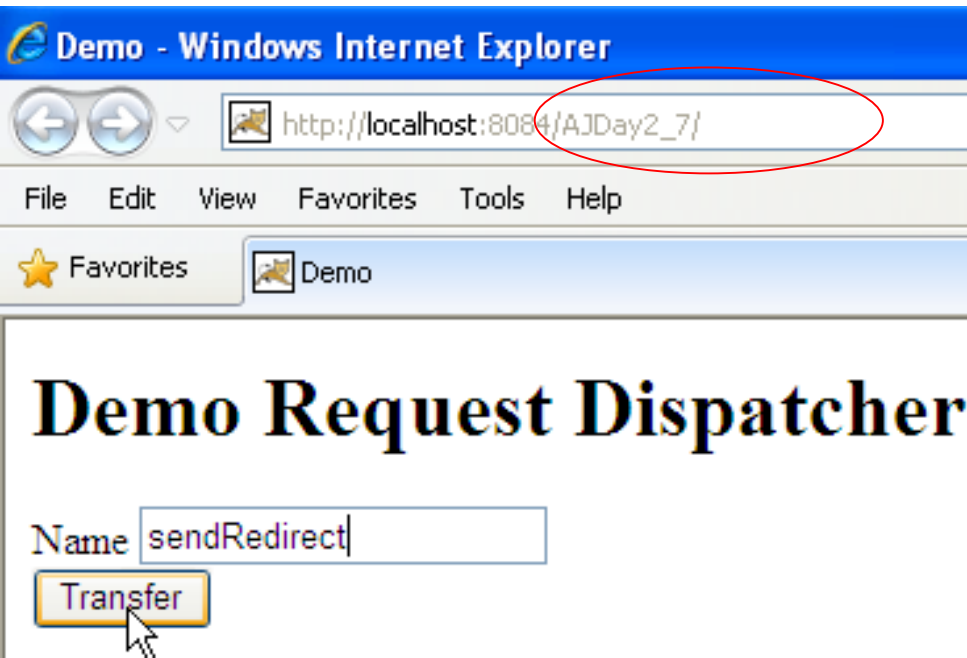 Demo - Windows Internet Explorer
http://localhost:8084/AJDay2_7/
File Edit View Favorites Tools Help
Favorites Demo
Demo Request Dispatcher
Name sendRedirect
Transfer